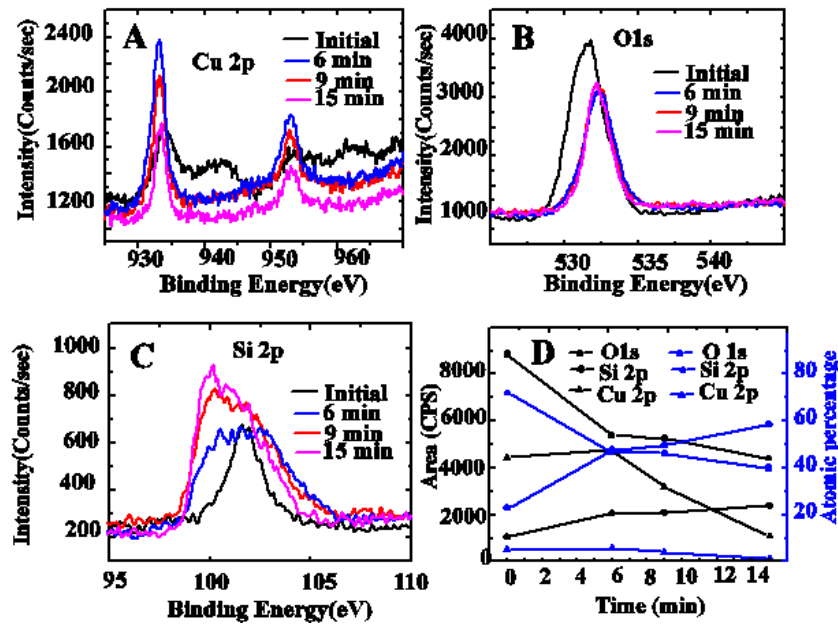 A
Cu 2p
Initial
6 min
9 min
15 min
2400
2000
1600
1200
930
940
950
960
Intensity(Counts/sec)
Binding Energy(eV)
B
O1s
Initial
6 min
9 min
15 min
4000
3000
2000
1000
530
535
540
Intensity(Counts/sec)
Binding Energy(eV)
C
Si 2p
Initial
6 min
9 min
15 min
1000
800
600
400
200
95
100
105
110
Intensity(Counts/sec)
Binding Energy(eV)
D
O1s
Si 2p
Cu 2p
O 1s
Si 2p
Cu 2p
8000
6000
4000
2000
0
80
60
40
20
0
2
4
6
8
10
12
14
Area (CPS)
Atomic percentage
Time (min)